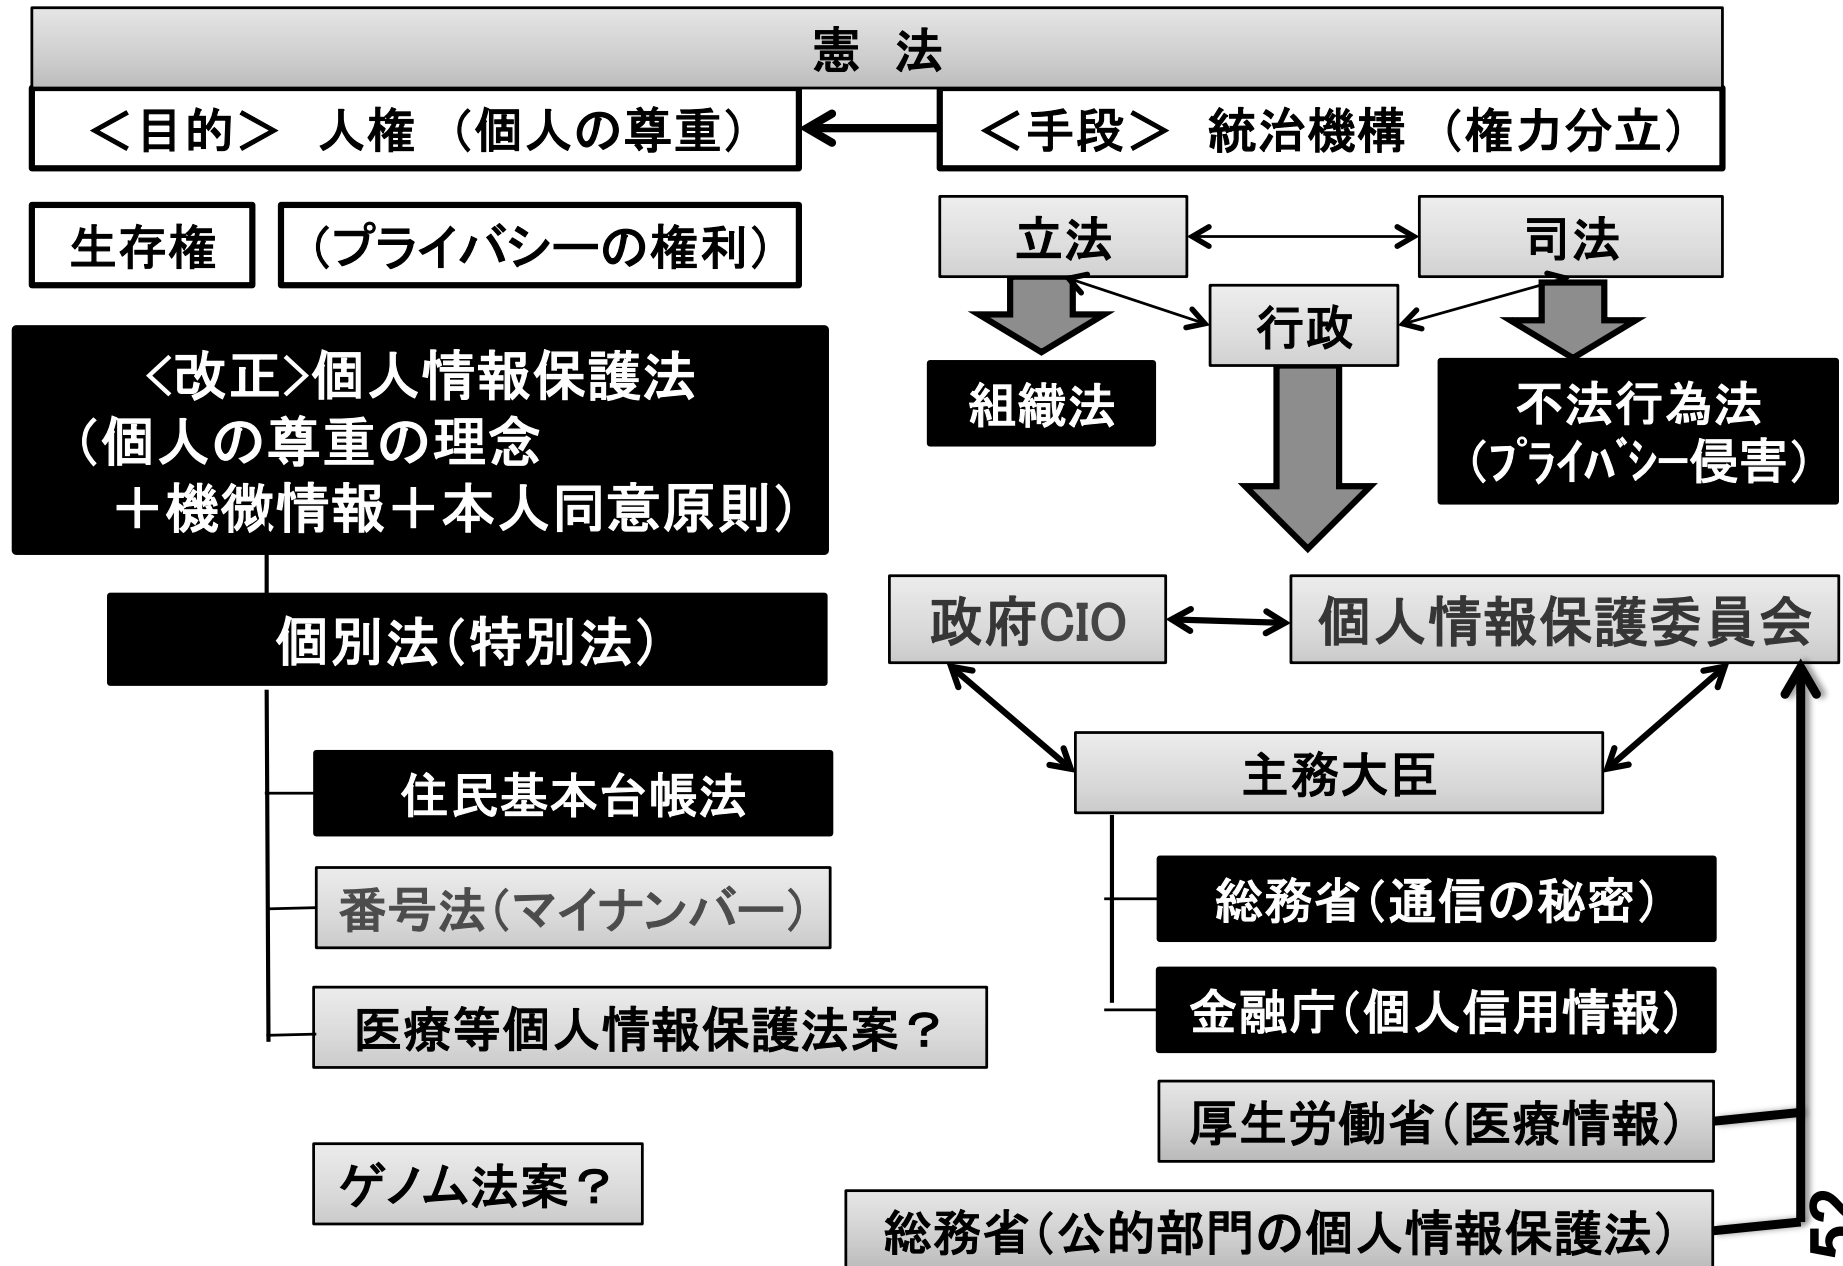 憲 法
＜目的＞ 人権 （個人の尊重）
＜手段＞ 統治機構 （権力分立）
生存権
（プライバシーの権利）
立法
司法
行政
<改正>個人情報保護法
（個人の尊重の理念
＋機微情報＋本人同意原則）
組織法
不法行為法
（ﾌﾟﾗｲﾊﾞｼｰ侵害）
個別法（特別法）
政府CIO
個人情報保護委員会
主務大臣
住民基本台帳法
番号法（マイナンバー）
医療等個人情報保護法案？
ゲノム法案？
総務省（通信の秘密）
金融庁（個人信用情報）
厚生労働省（医療情報）
総務省（公的部門の個人情報保護法）
52